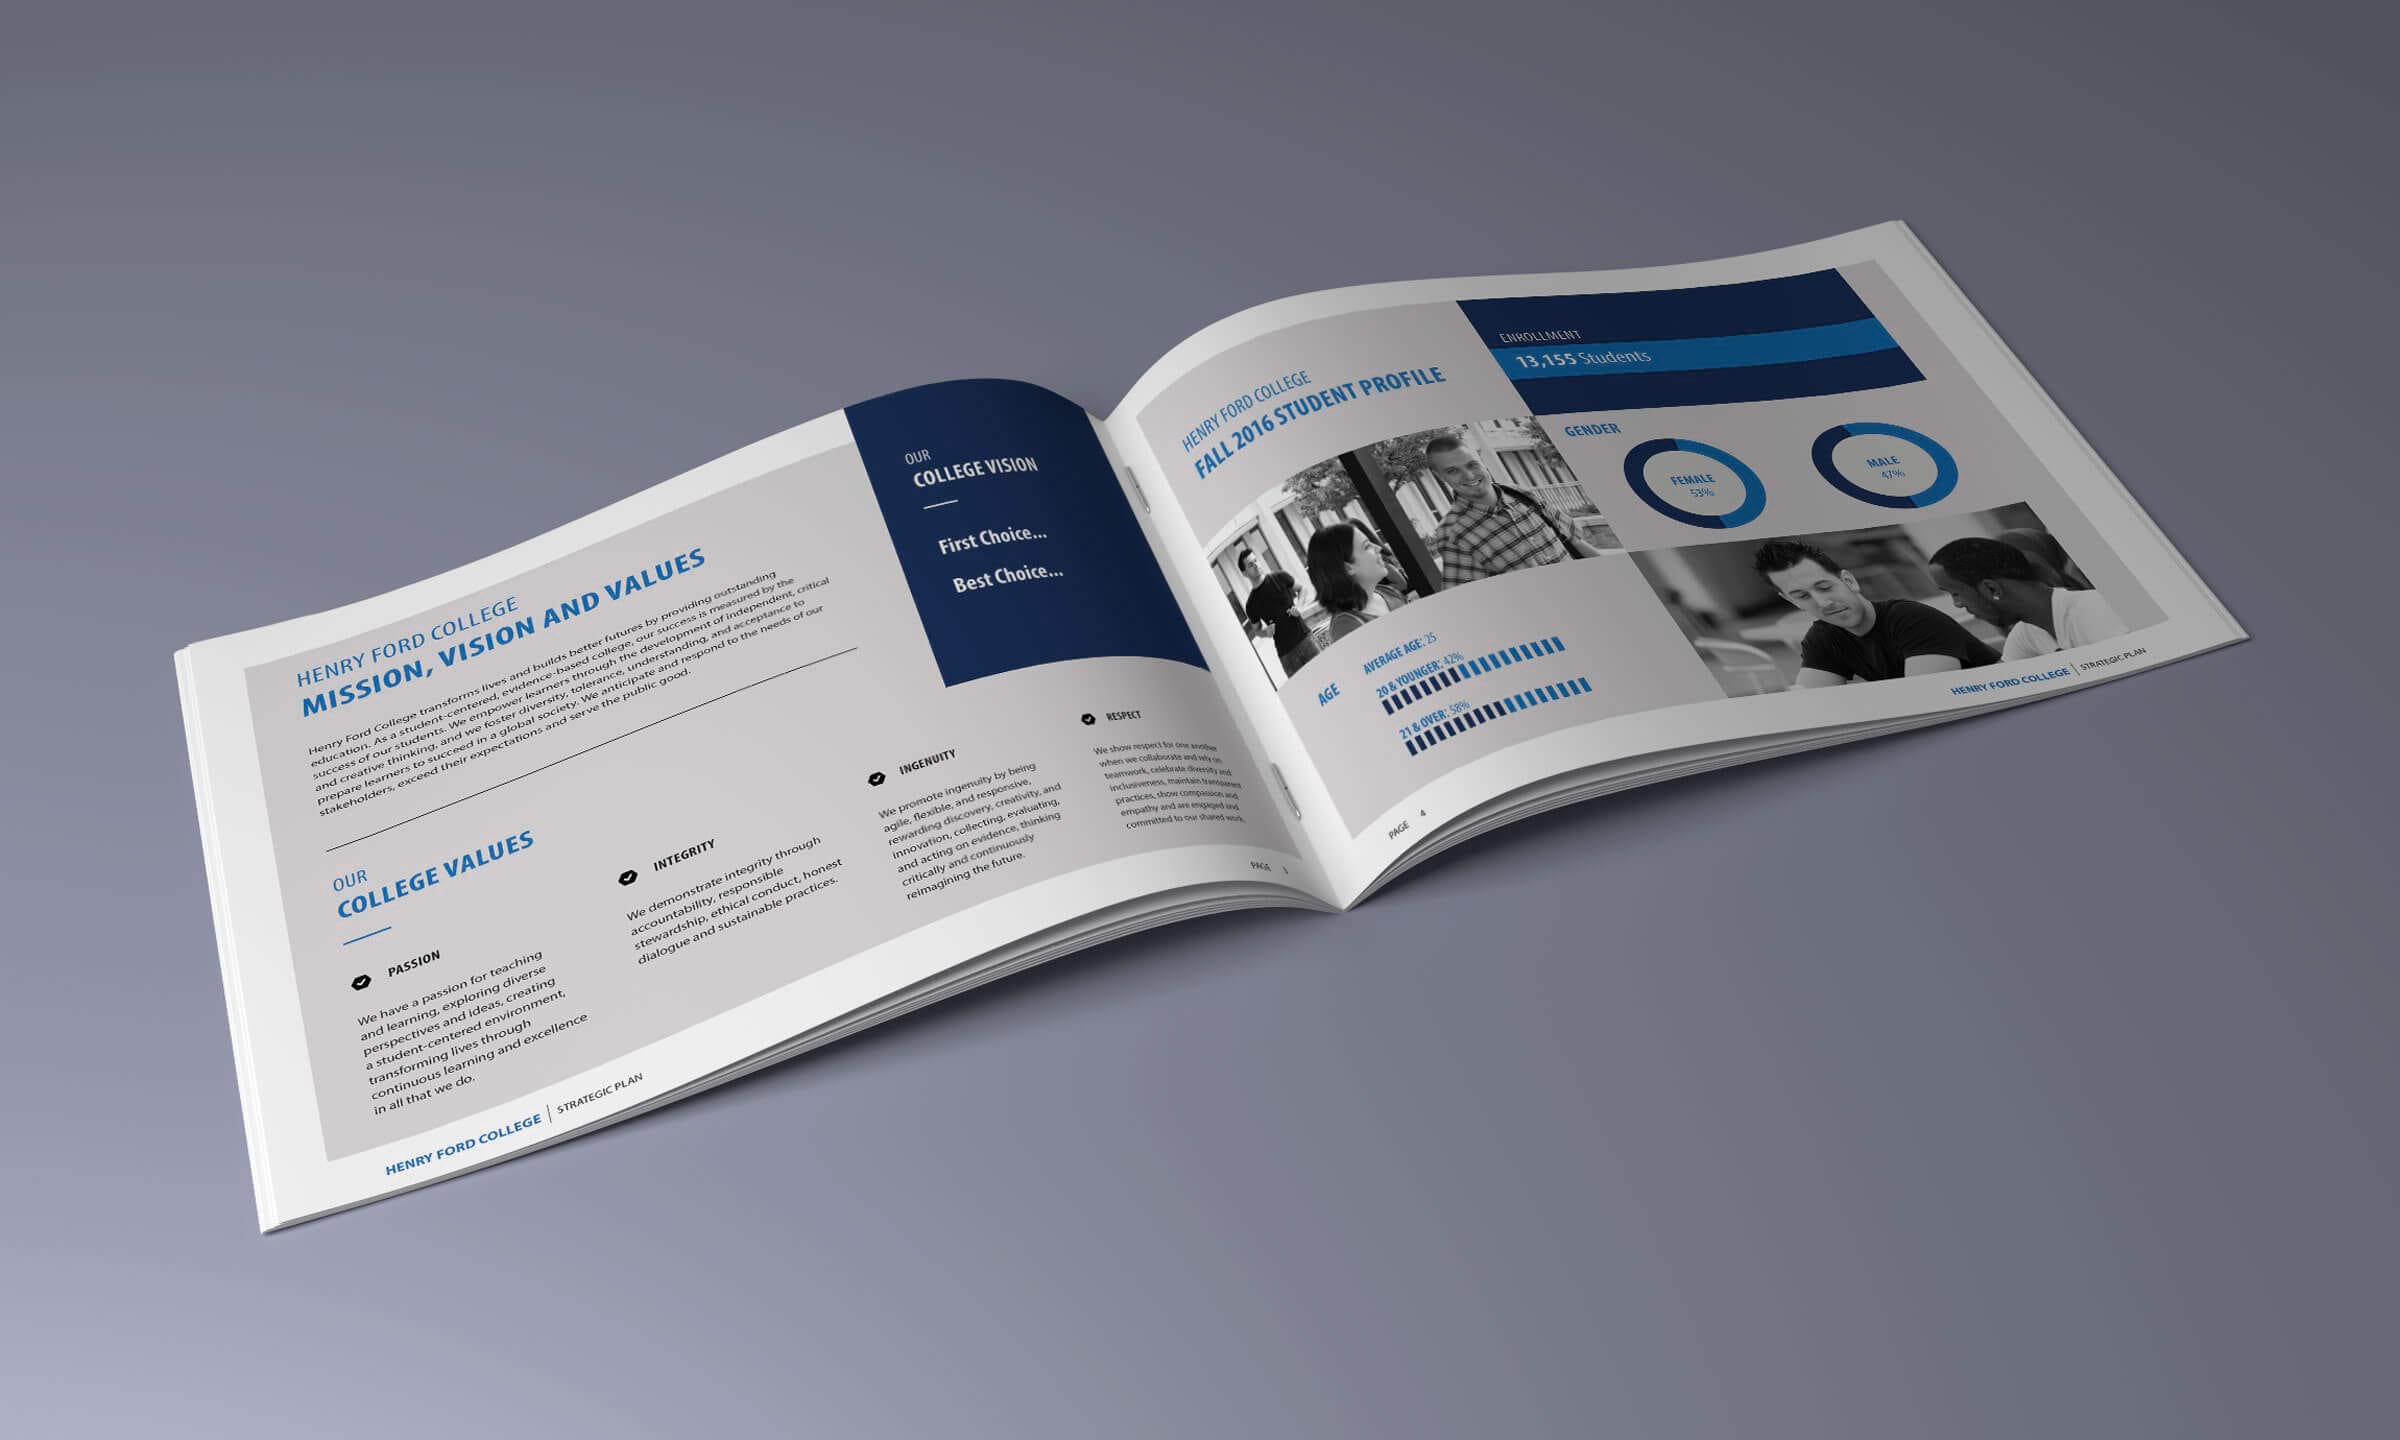 HENRY FORD COLLEGE
MISSION, VISION AND VALUES
Henry Ford College transforms lives and builds better futures by providing outstanding
education. As a student-centered, evidence-based college, our success is measured by the
success of our students. We empower learners through the development of independent, critical
and creative thinking, and we foster diversity, tolerance, understanding, and acceptance to
prepare learners to succeed in a global society. We anticipate and respond to the needs of our
stakeholders, exceed their expectations and serve the public good.
OUR
COLLEGE VISION
First Choice...
Best Choice...
OUR
COLLEGE VALUES
PASSION
We have a passion for teaching
and learning, exploring diverse
perspectives and ideas, creating
a student-centered environment,
transforming lives through
continuous learning and excellence
in all that we do.
INTEGRITY
We demonstrate integrity through
accountability, responsible
stewardship, ethical conduct, honest
dialogue and sustainable practices.
INGENUITY
We promote ingenuity by being
agile, flexible, and responsive,
rewarding discovery, creativity, and
innovation, collecting, evaluating,
and acting on evidence, thinking
critically and continuously
reimagining the future.
RESPECT
We show respect for one another
when we collaborate and rely on
teamwork, celebrate diversity and
inclusiveness, maintain transparent
practices, show compassion and
empathy and are engaged and
committed to our shared work.
HENRY FORD COLLEGE | STRATEGIC PLAN
PAGE 3
HENRY FORD COLLEGE
FALL 2016 STUDENT PROFILE
ENROLLMENT
13,155 Students
GENDER
FEMALE
53%
MALE
47%
AGE
AVERAGE AGE: 25
20 & YOUNGER: 42%
21 & OVER: 58%
PAGE 4
HENRY FORD COLLEGE | STRATEGIC PLAN